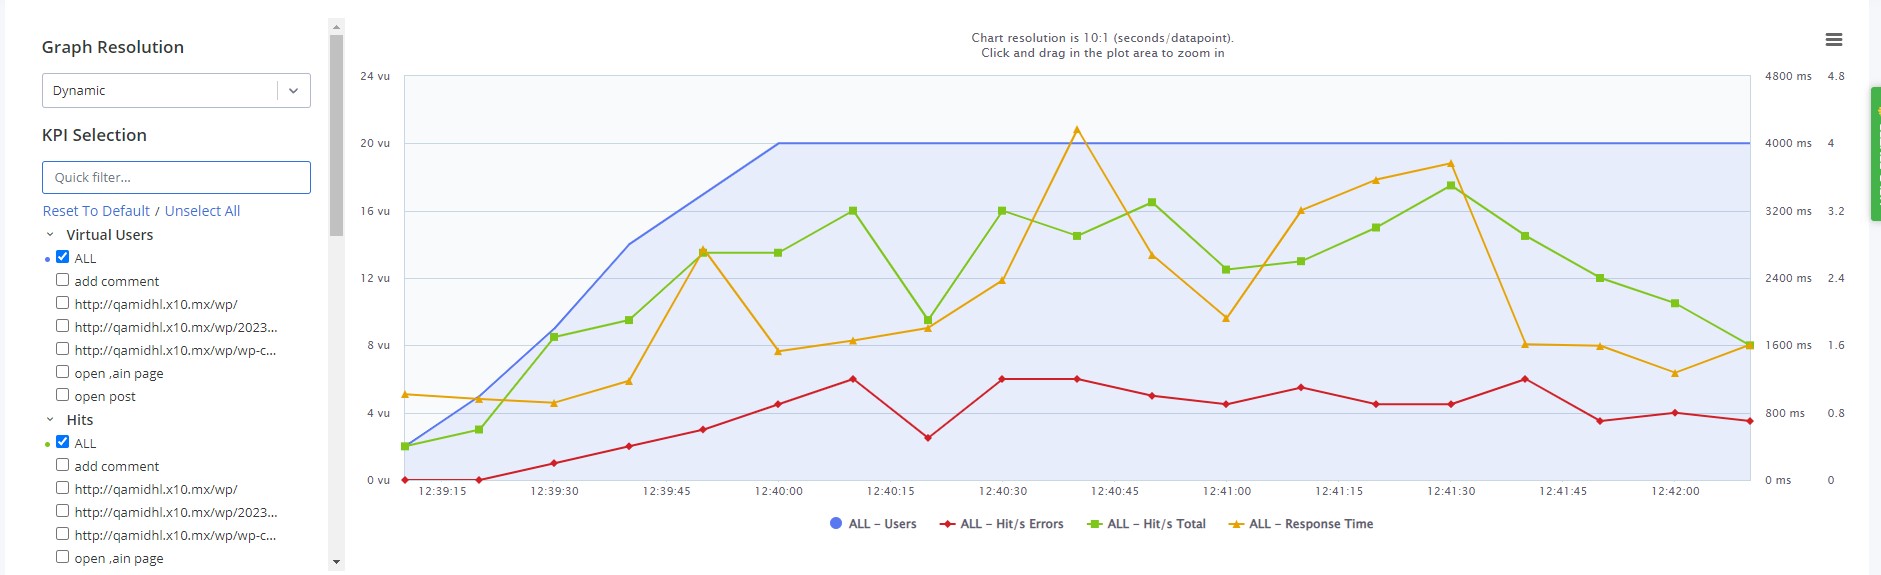 Graph Resolution
Dynamic
KPI Selection
Quick filter...
Reset To Default / Unselect All
Virtual Users
ALL
add comment
http://qamidhl.x10.mx/wp/
http://qamidhl.x10.mx/wp/2023...
http://qamidhl.x10.mx/wp/wp-c...
open ,ain page
open post
Hits
ALL
add comment
http://qamidhl.x10.mx/wp/
http://qamidhl.x10.mx/wp/2023...
http://qamidhl.x10.mx/wp/wp-c...
open ,ain page
Chart resolution is 10:1 (seconds/datapoint).
Click and drag in the plot area to zoom in
24 vu
20 vu
16 vu
12 vu
8 vu
4 vu
0 vu
4800 ms 4.8
4000 ms 4
3200 ms 3.2
2400 ms 2.4
1600 ms 1.6
800 ms 0.8
0 ms 0
12:39:15 12:39:30 12:39:45 12:40:00 12:40:15 12:40:30 12:40:45 12:41:00 12:41:15 12:41:30 12:41:45 12:42:00
ALL – Users ALL – Hit/s Errors ALL – Hit/s Total ALL – Response Time